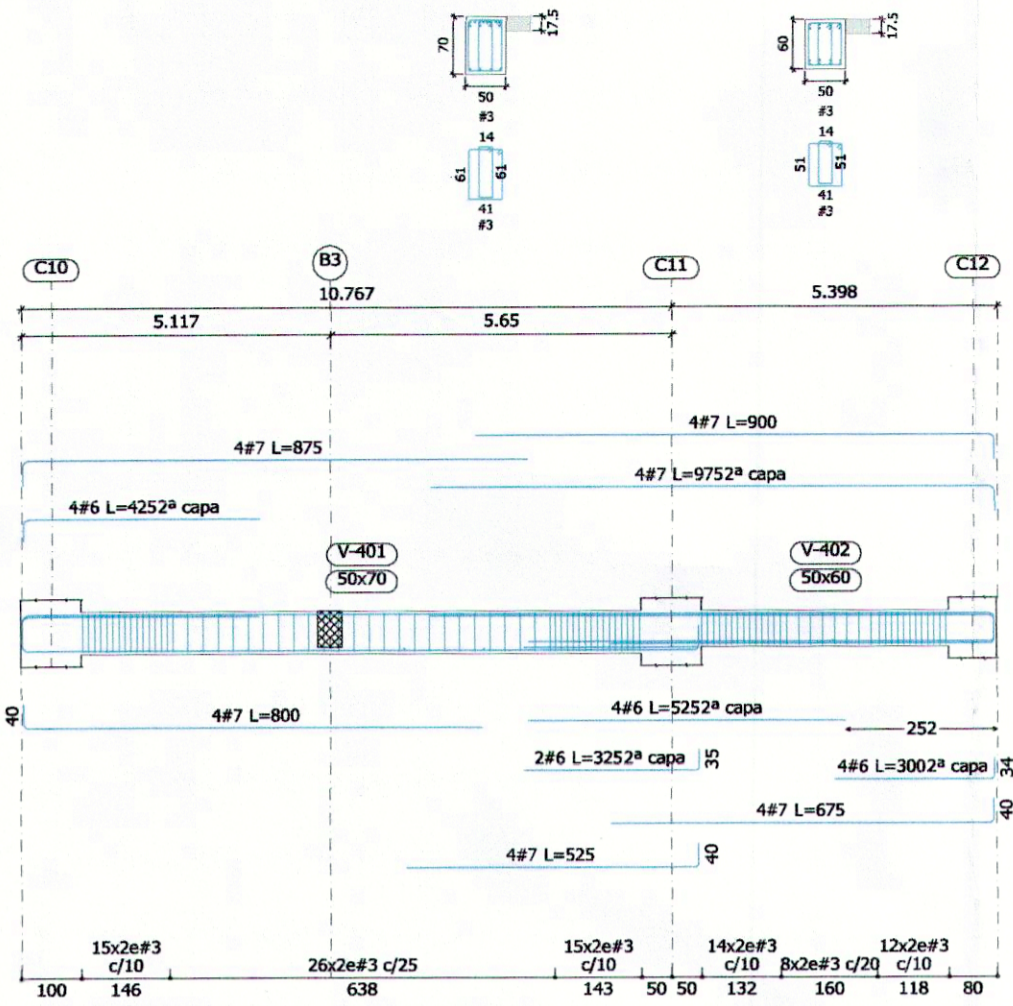 70
17.5
50
#3
14
61
61
41
#3
60
17.5
50
#3
14
51
51
41
#3
C10
B3
C11
C12
10.767
5.398
5.117
5.65
4#7 L=900
4#7 L=875
4#7 L=9752ª capa
4#6 L=4252ª capa
V-401
50x70
V-402
50x60
40
4#7 L=800
4#6 L=5252ª capa
252
2#6 L=3252ª capa
35
4#6 L=3002ª capa
34
4#7 L=675
40
4#7 L=525
40
15x2e#3
c/10
26x2e#3 c/25
15x2e#3
c/10
14x2e#3
c/10
8x2e#3 c/20
12x2e#3
c/10
100
146
638
143
50
50
132
160
118
80